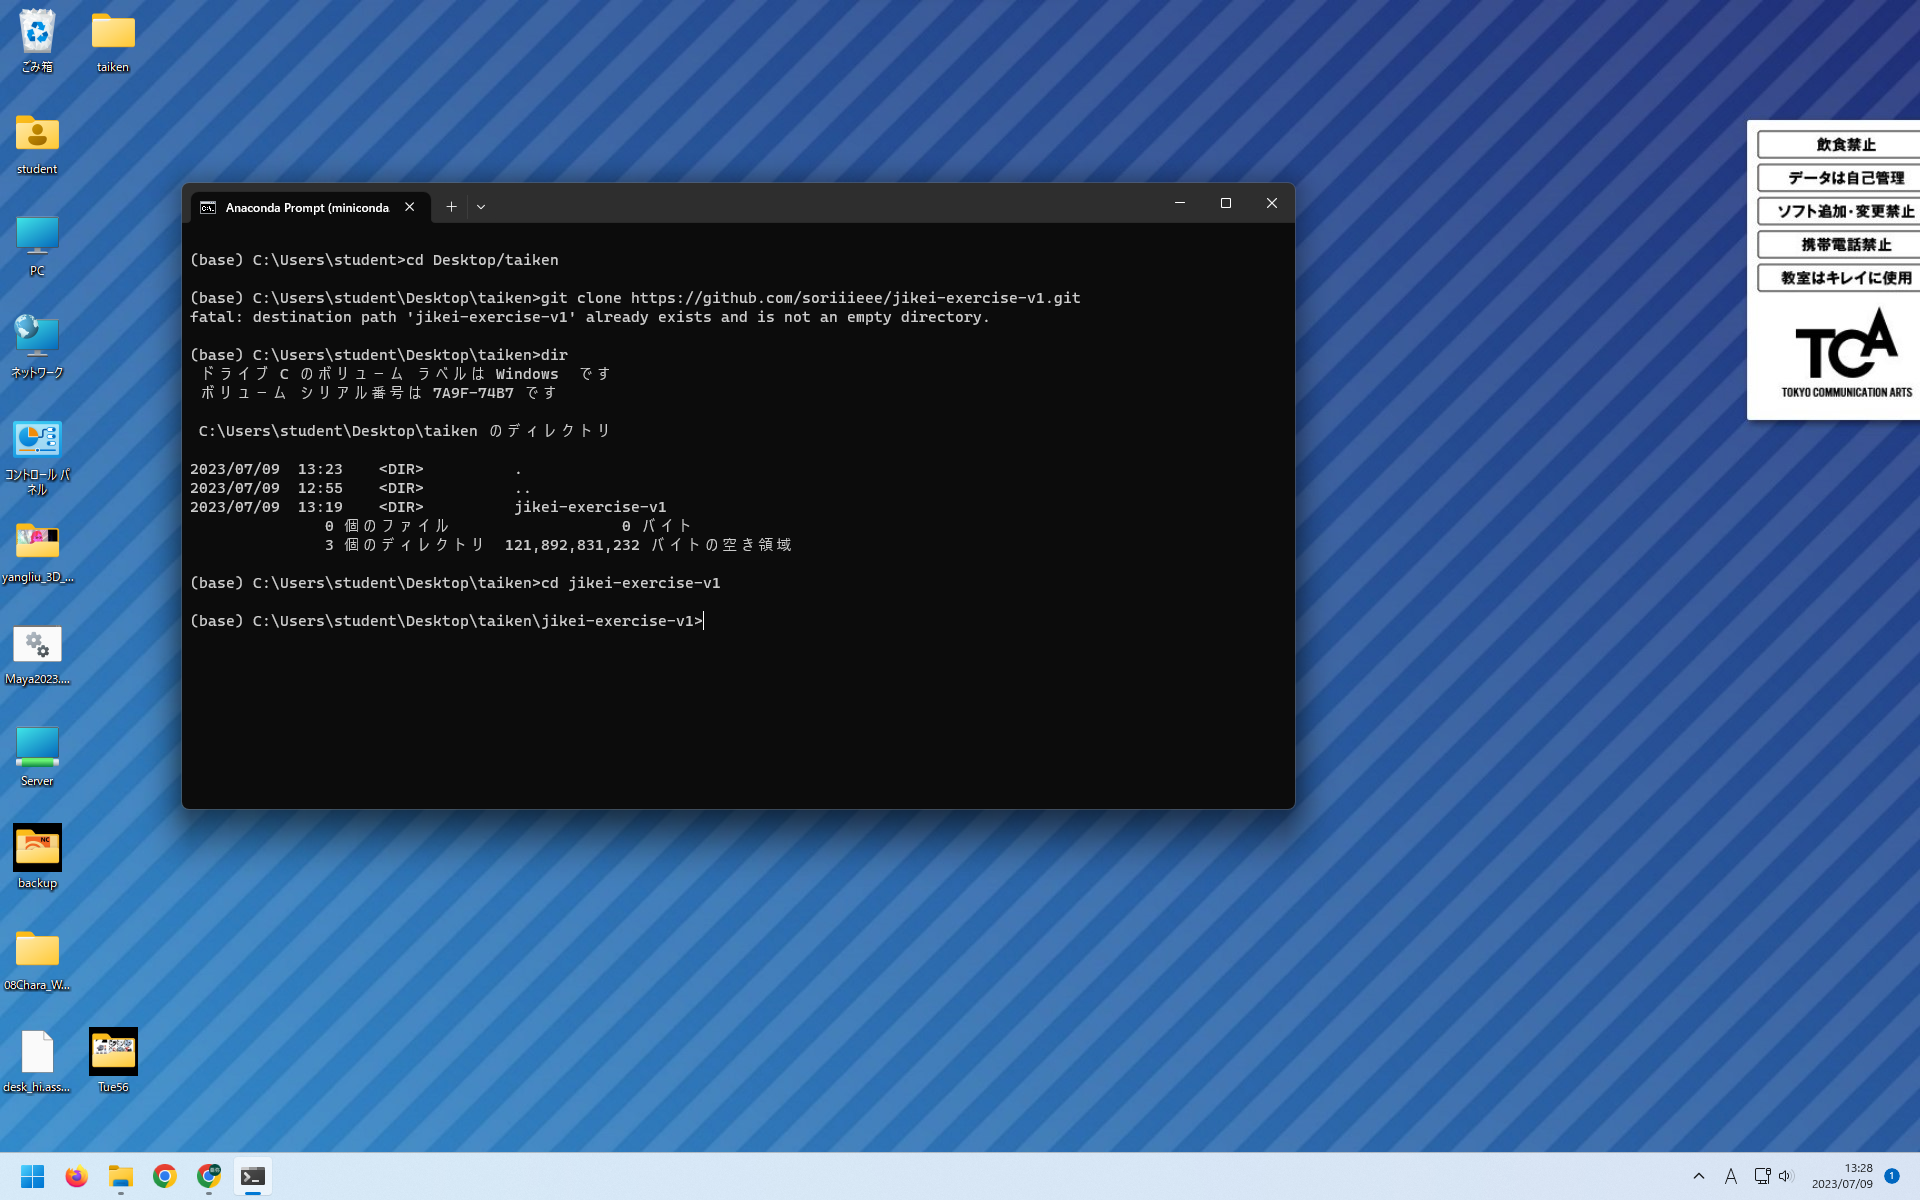 ごみ箱
taiken
student
PC
ネットワーク
コントロール パ
ネル
yangliu_3D_...
Maya2023....
Server
backup
08Chara_W...
desk_hi.ass...
Tue56
Anaconda Prompt (miniconda
(base) C:\Users\student>cd Desktop/taiken
(base) C:\Users\student\Desktop\taiken>git clone https://github.com/soriiieee/jikei-exercise-v1.git
fatal: destination path 'jikei-exercise-v1' already exists and is not an empty directory.
(base) C:\Users\student\Desktop\taiken>dir
 ドライブ C のボリューム ラベルは Windows  です
 ボリューム シリアル番号は 7A9F-74B7 です
 C:\Users\student\Desktop\taiken のディレクトリ
2023/07/09  13:23    <DIR>          .
2023/07/09  12:55    <DIR>          ..
2023/07/09  13:19    <DIR>          jikei-exercise-v1
               0 個のファイル                   0 バイト
               3 個のディレクトリ  121,892,831,232 バイトの空き領域
(base) C:\Users\student\Desktop\taiken>cd jikei-exercise-v1
(base) C:\Users\student\Desktop\taiken\jikei-exercise-v1>
飲食禁止
データは自己管理
ソフト追加・変更禁止
携帯電話禁止
教室はキレイに使用
TCA
TOKYO COMMUNICATION ARTS
A
13:28
2023/07/09
1